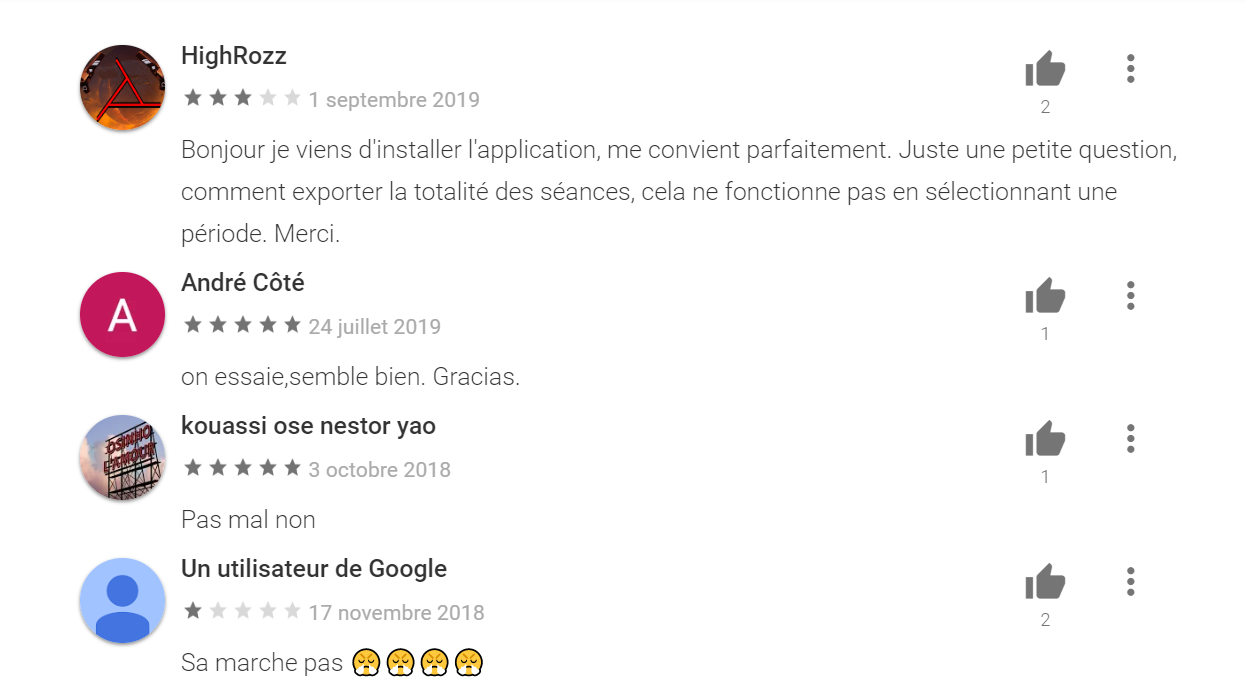 HighRozz
1 septembre 2019
2
Bonjour je viens d'installer l'application, me convient parfaitement. Juste une petite question,
comment exporter la totalité des séances, cela ne fonctionne pas en sélectionnant une
période. Merci.
A
André Côté
24 juillet 2019
1
on essaie,semble bien. Gracias.
kouassi ose nestor yao
3 octobre 2018
1
Pas mal non
Un utilisateur de Google
17 novembre 2018
2
Sa marche pas 😤😤😤😤